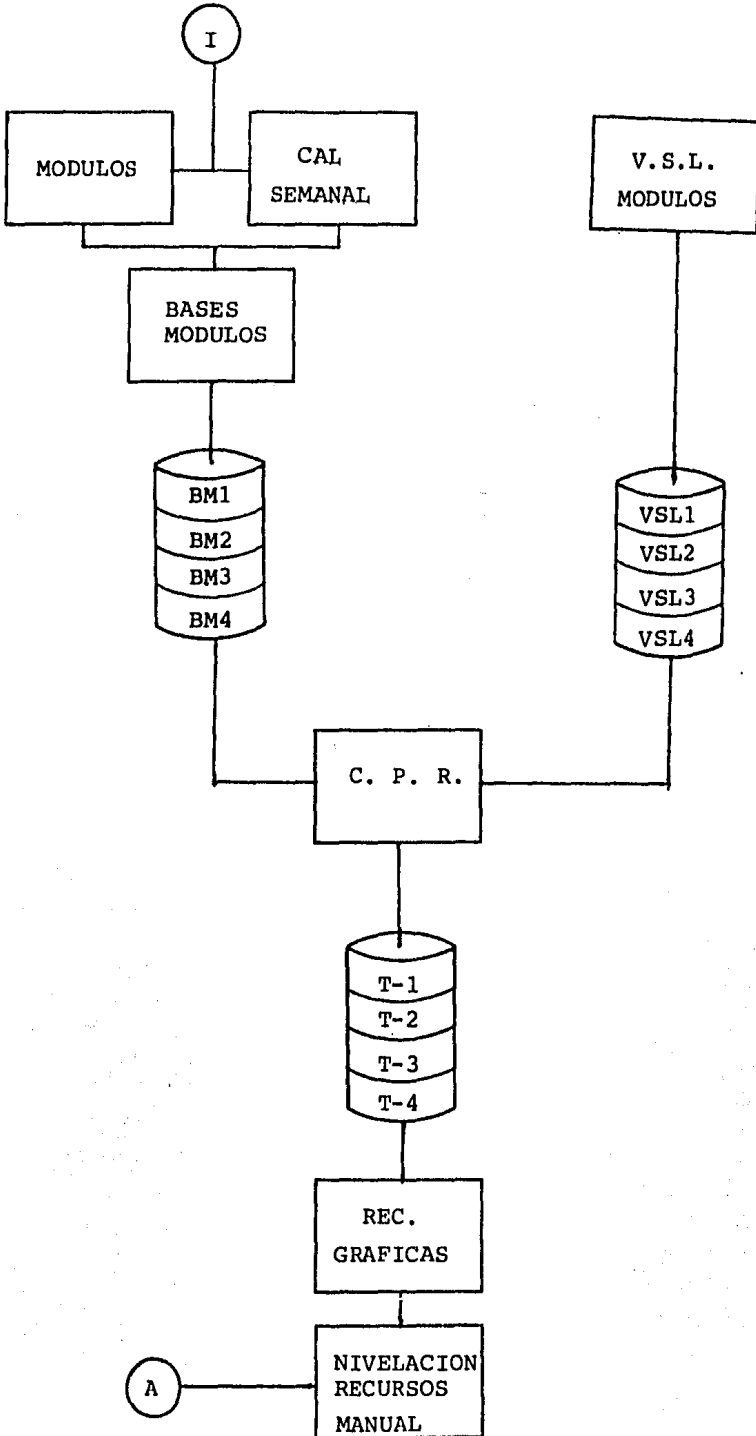 I
MODULOS
CAL
SEMANAL
V.S.L.
MODULOS
BASES
MODULOS
BM1
BM2
BM3
BM4
VSL1
VSL2
VSL3
VSL4
C. P. R.
T-1
T-2
T-3
T-4
REC.
GRAFICAS
A
NIVELACION
RECURSOS
MANUAL